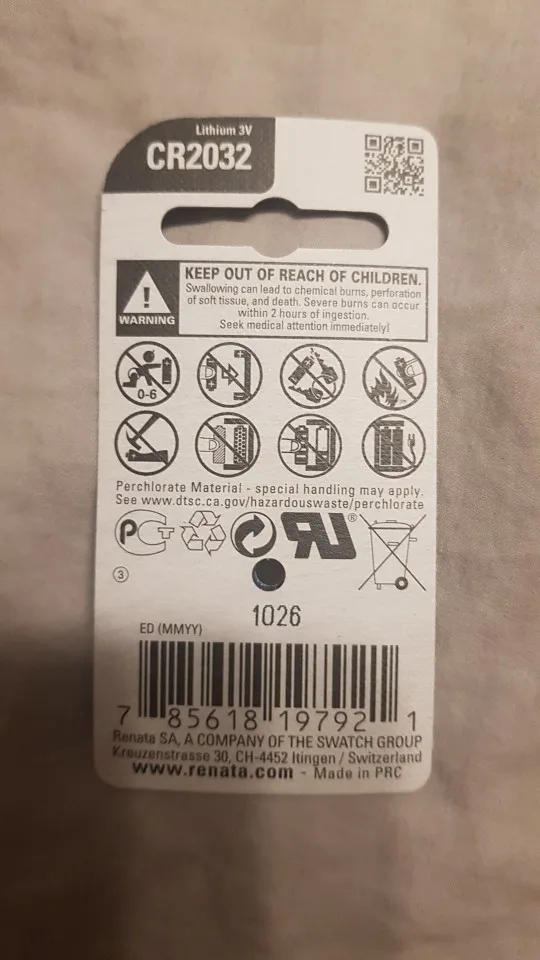 Lithium 3V
CR2032
KEEP OUT OF REACH OF CHILDREN.
Swallowing can lead to chemical burns, perforation
of soft tissue, and death. Severe burns can occur
within 2 hours of ingestion.
Seek medical attention immediately!
WARNING
0-6
Perchlorate Material - special handling may apply.
See www.dtsc.ca.gov/hazardouswaste/perchlorate
3
1026
ED (MMYY)
7 85618 19792 1
Renata SA, A COMPANY OF THE SWATCH GROUP
Kreuzenstrasse 30, CH-4452 Itingen / Switzerland
www.renata.com - Made in PRC